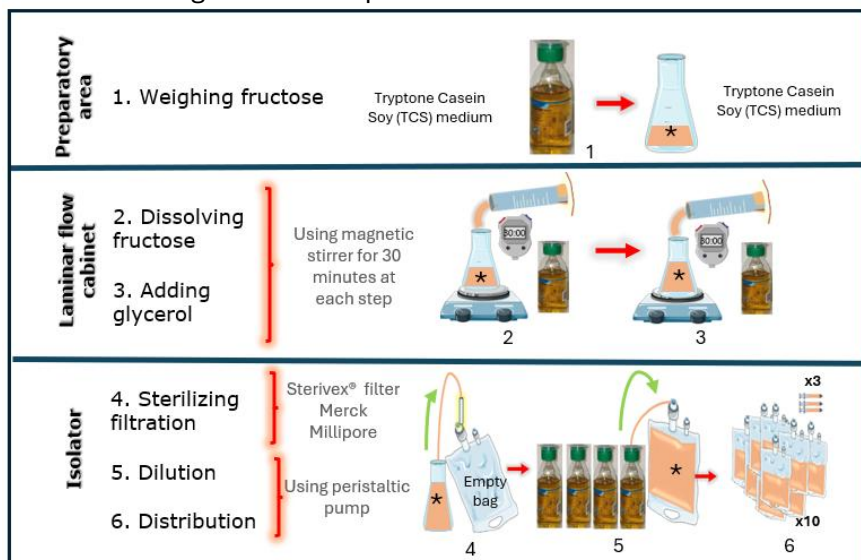 Preparatory
area
1. Weighing fructose
Tryptone Casein
Soy (TCS) medium
1
*
Tryptone Casein
Soy (TCS) medium
Laminar flow
cabinet
2. Dissolving
fructose
3. Adding
glycerol
Using magnetic
stirrer for 30
minutes at
each step
30:00
*
2
30:00
*
3
Isolator
4. Sterilizing
filtration
Sterivex® filter
Merck
Millipore
5. Dilution
6. Distribution
Using peristaltic
pump
*
Empty
bag
4
*
5
x3
x10
6